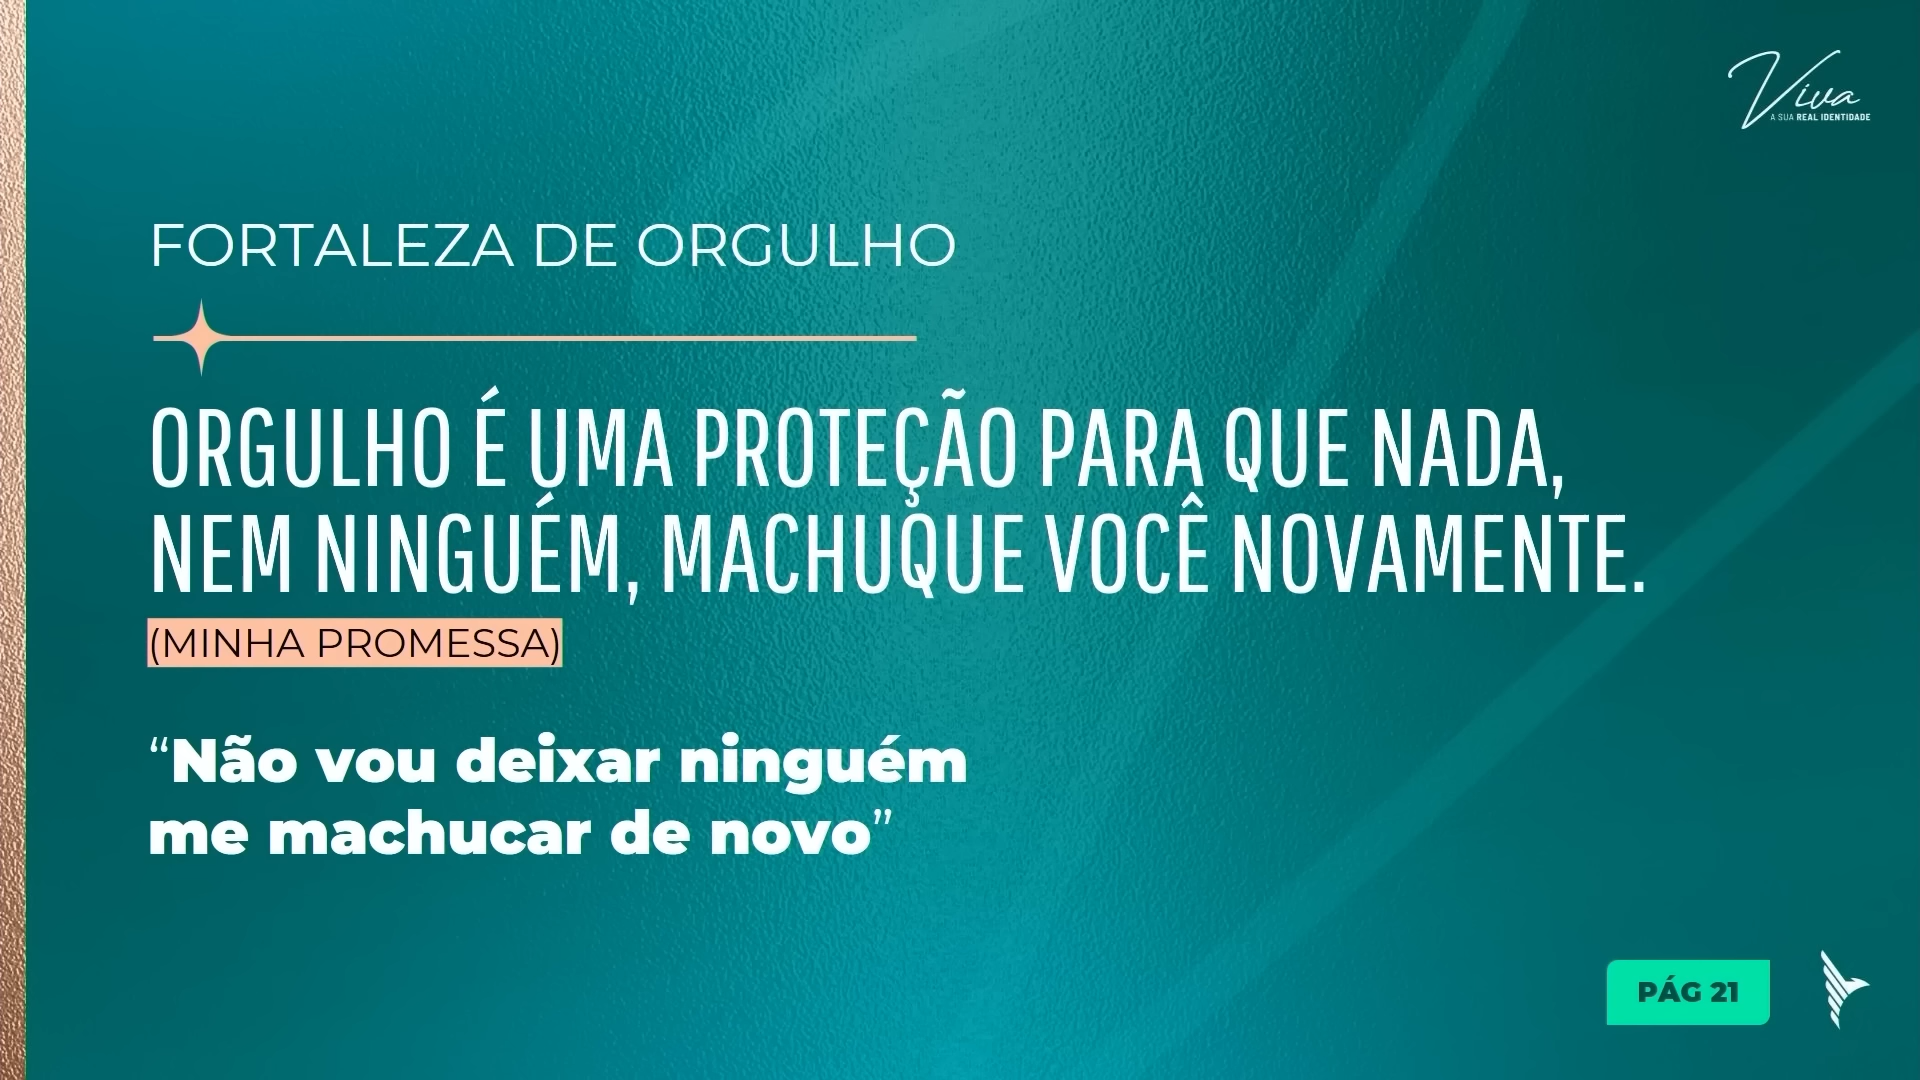 Viva
A SUA REAL IDENTIDADE
FORTALEZA DE ORGULHO
ORGULHO É UMA PROTEÇÃO PARA QUE NADA,
NEM NINGUÉM, MACHUQUE VOCÊ NOVAMENTE.
(MINHA PROMESSA)
“Não vou deixar ninguém
me machucar de novo”
PÁG 21